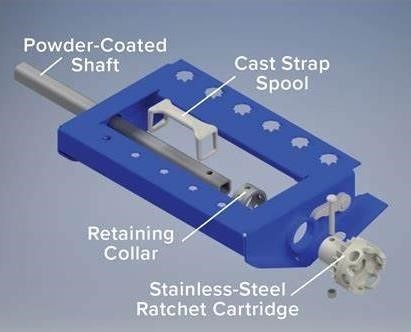 Powder-Coated
Shaft
Cast Strap
Spool
Retaining
Collar
Stainless-Steel
Ratchet Cartridge